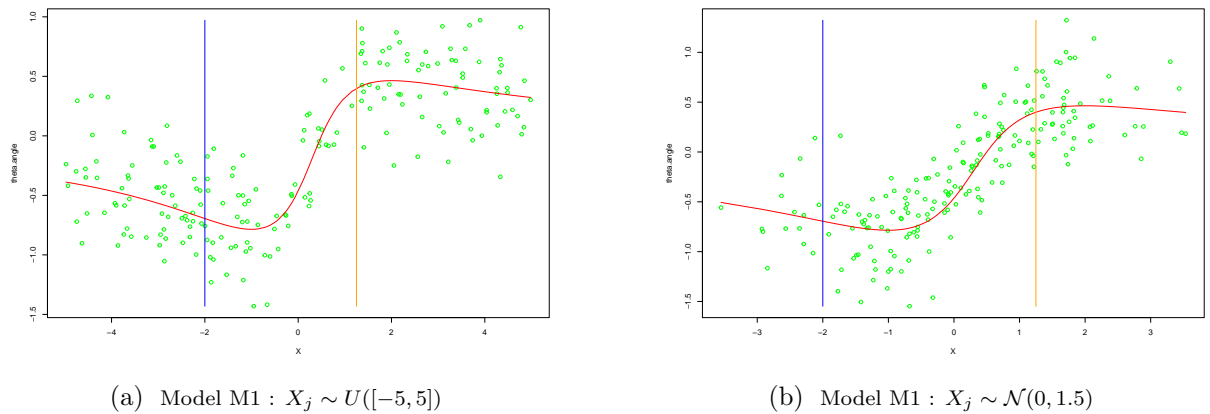 1.0
0.5
0.0
−0.5
−1.0
−1.5
theta.angle
−4 −2 0 2 4
X
1.0
0.5
0.0
−0.5
−1.0
−1.5
theta.angle
−3 −2 −1 0 1 2 3
X
(a) Model M1 : $X_j \sim U([-5, 5])$
(b) Model M1 : $X_j \sim \mathcal{N}(0, 1.5)$